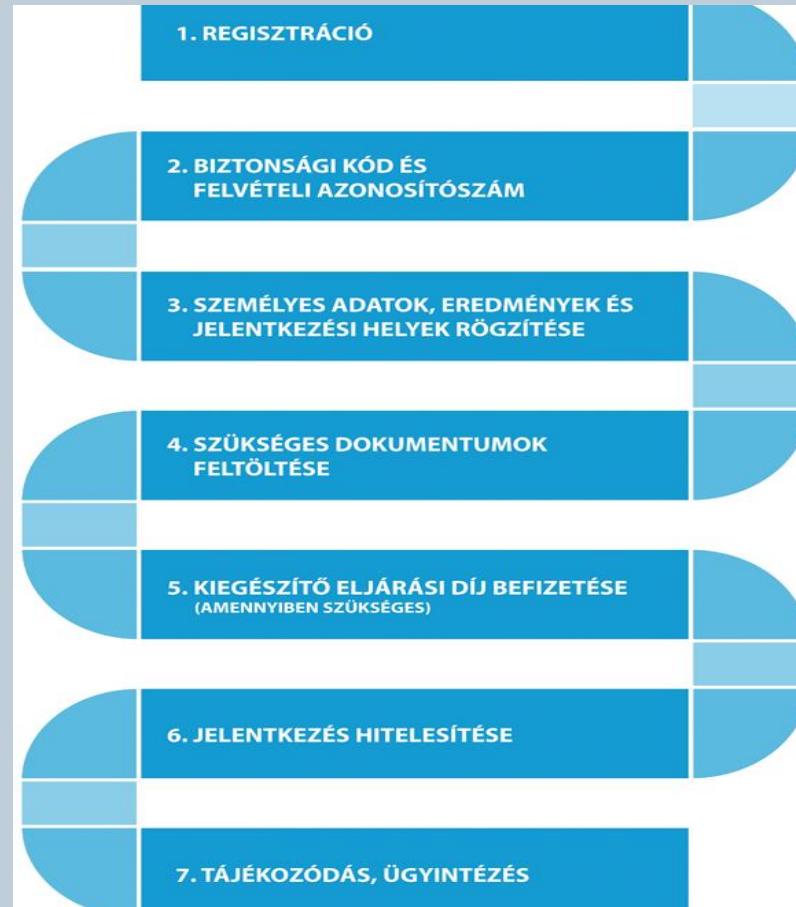 1. REGISZTRÁCIÓ
2. BIZTONSÁGI KÓD ÉS
FELVÉTELI AZONOSÍTÓSZÁM
3. SZEMÉLYES ADATOK, EREDMÉNYEK ÉS
JELENTKEZÉSI HELYEK RÖGZÍTÉSE
4. SZÜKSÉGES DOKUMENTUMOK
FELTÖLTÉSE
5. KIEGÉSZÍTŐ ELJÁRÁSI DÍJ BEFIZETÉSE
(AMENNYIBEN SZÜKSÉGES)
6. JELENTKEZÉS HITELESÍTÉSE
7. TÁJÉKOZÓDÁS, ÜGYINTÉZÉS